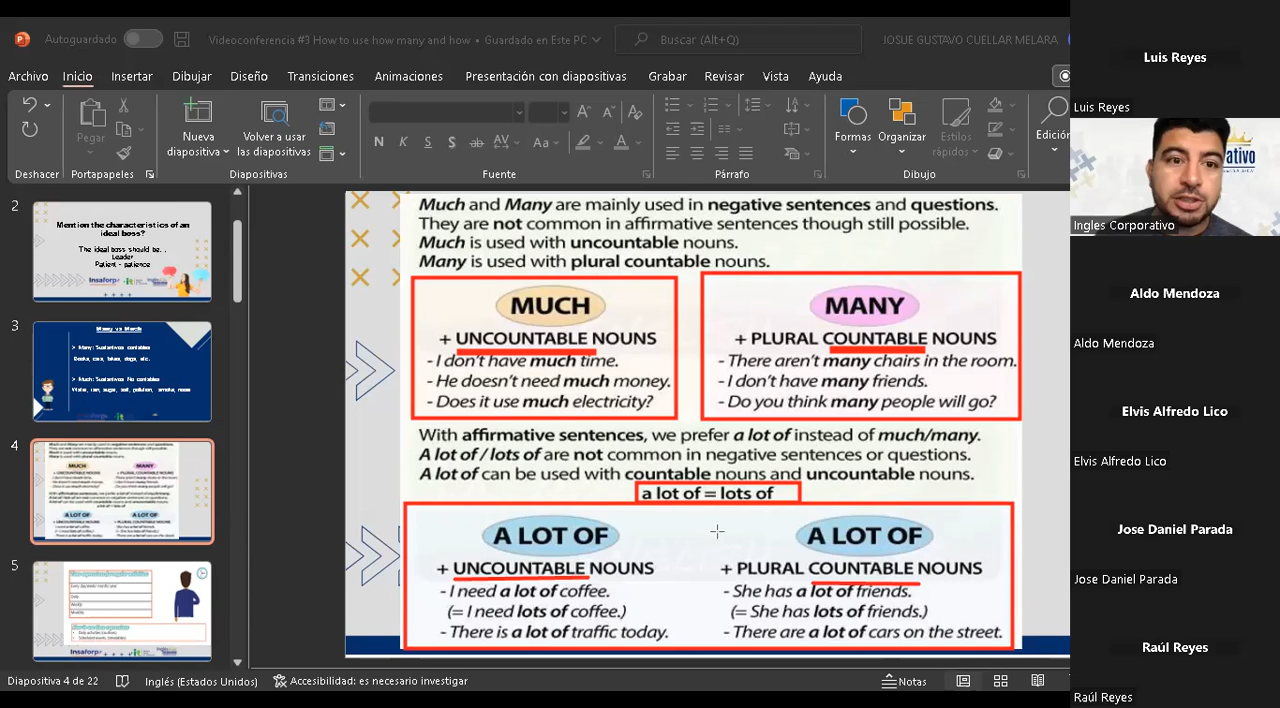 Autoguardado
Videoconferencia #3 How to use how many and how • Guardado en Este PC
Buscar (Alt+Q)
JOSUE GUSTAVO CUELLAR MELARA
Archivo Inicio Insertar Dibujar Diseño Transiciones Animaciones Presentación con diapositivas Grabar Revisar Vista Ayuda
Pegar
Nueva diapositiva
Volver a usar las diapositivas
N K S S ab AV Aa A
Formas Organizar Estilos rápidos Edición
Deshacer Portapapeles Diapositivas Fuente Párrafo Dibujo
2
Mention the characteristics of an
ideal boss?
The ideal boss should be...
Leader
Patient - patience
Insaforp
3
Many vs Much
Many: Sustantivos contables
Much: Sustantivos No contables
4
5
Insaforp
Much and Many are mainly used in negative sentences and questions.
They are not common in affirmative sentences though still possible.
Much is used with uncountable nouns.
Many is used with plural countable nouns.
MUCH
+ UNCOUNTABLE NOUNS
- I don't have much time.
- He doesn't need much money.
- Does it use much electricity?
MANY
+ PLURAL COUNTABLE NOUNS
- There aren't many chairs in the room.
- I don't have many friends.
- Do you think many people will go?
With affirmative sentences, we prefer a lot of instead of much/many.
A lot of / lots of are not common in negative sentences or questions.
A lot of can be used with countable nouns and uncountable nouns.
a lot of = lots of
A LOT OF
+ UNCOUNTABLE NOUNS
- I need a lot of coffee.
(= I need lots of coffee.)
- There is a lot of traffic today.
A LOT OF
+ PLURAL COUNTABLE NOUNS
- She has a lot of friends.
(= She has lots of friends.)
- There are a lot of cars on the street.
Diapositiva 4 de 22
Inglés (Estados Unidos)
Accesibilidad: es necesario investigar
Notas
Luis Reyes
Luis Reyes
Ingles Corporativo
Aldo Mendoza
Aldo Mendoza
Elvis Alfredo Lico
Elvis Alfredo Lico
Jose Daniel Parada
Jose Daniel Parada
Raúl Reyes
Raúl Reyes